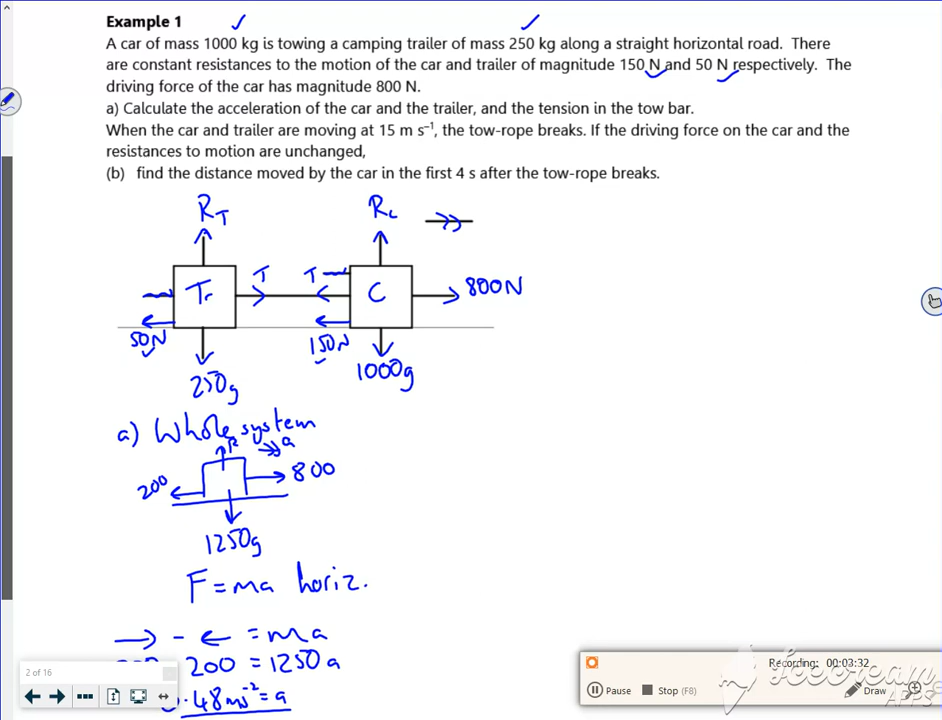 Example 1
A car of mass 1000 kg is towing a camping trailer of mass 250 kg along a straight horizontal road. There
are constant resistances to the motion of the car and trailer of magnitude 150 N and 50 N respectively. The
driving force of the car has magnitude 800 N.
a) Calculate the acceleration of the car and the trailer, and the tension in the tow bar.
When the car and trailer are moving at 15 m s⁻¹, the tow-rope breaks. If the driving force on the car and the
resistances to motion are unchanged,
(b) find the distance moved by the car in the first 4 s after the tow-rope breaks.
R_T R_C
T T
Tr C 800N
50N 150N
250g 1000g
a) Whole system
R a
200 800
1250g
F = ma horiz.
→ - ← = ma
200 = 1250a
.48ms⁻² = a
2 of 16
Recording: 00:03:32
Pause Stop (F8) Draw
Icecream
APPS